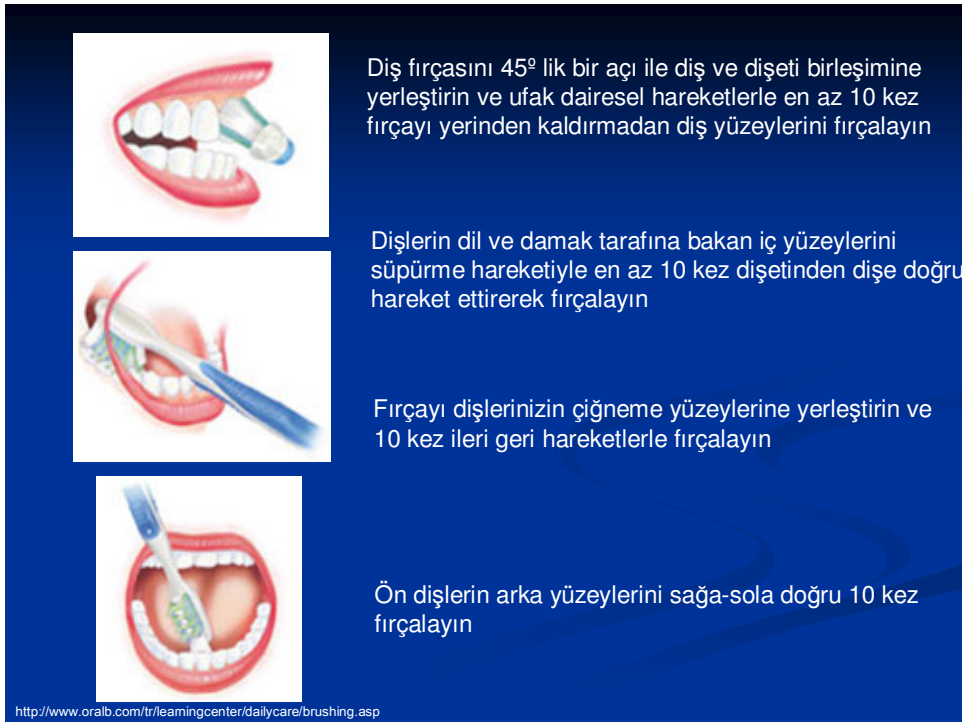 Diş fırçasını 45º lik bir açı ile diş ve dişeti birleşimine
yerleştirin ve ufak dairesel hareketlerle en az 10 kez
fırçayı yerinden kaldırmadan diş yüzeylerini fırçalayın
Dişlerin dil ve damak tarafına bakan iç yüzeylerini
süpürme hareketiyle en az 10 kez dişetinden dişe doğru
hareket ettirerek fırçalayın
Fırçayı dişlerinizin çiğneme yüzeylerine yerleştirin ve
10 kez ileri geri hareketlerle fırçalayın
Ön dişlerin arka yüzeylerini sağa-sola doğru 10 kez
fırçalayın
http://www.oralb.com/tr/learningcenter/dailycare/brushing.asp